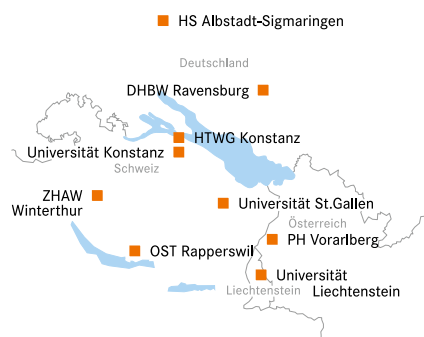 HS Albstadt-Sigmaringen
Deutschland
DHBW Ravensburg
HTWG Konstanz
Universität Konstanz
Schweiz
ZHAW
Winterthur
Universität St.Gallen
Österreich
PH Vorarlberg
OST Rapperswil
Universität
Liechtenstein
Liechtenstein